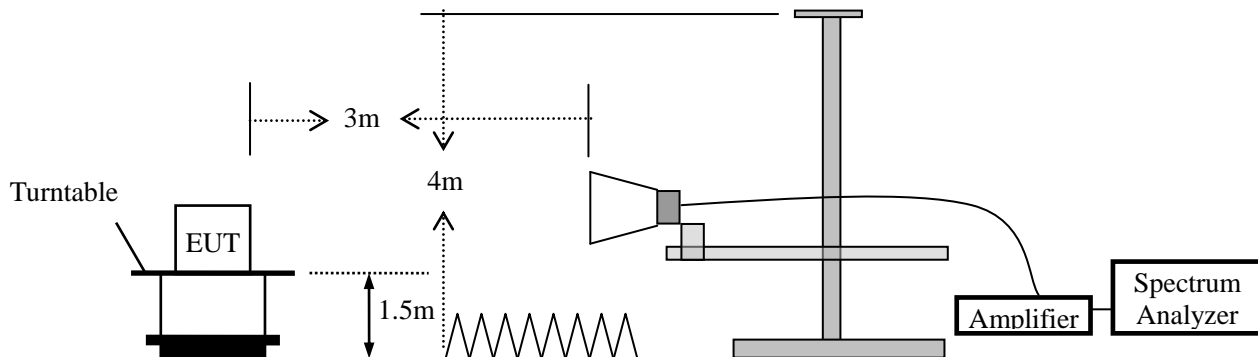 3m
4m
Turntable
EUT
1.5m
Amplifier
Spectrum
Analyzer